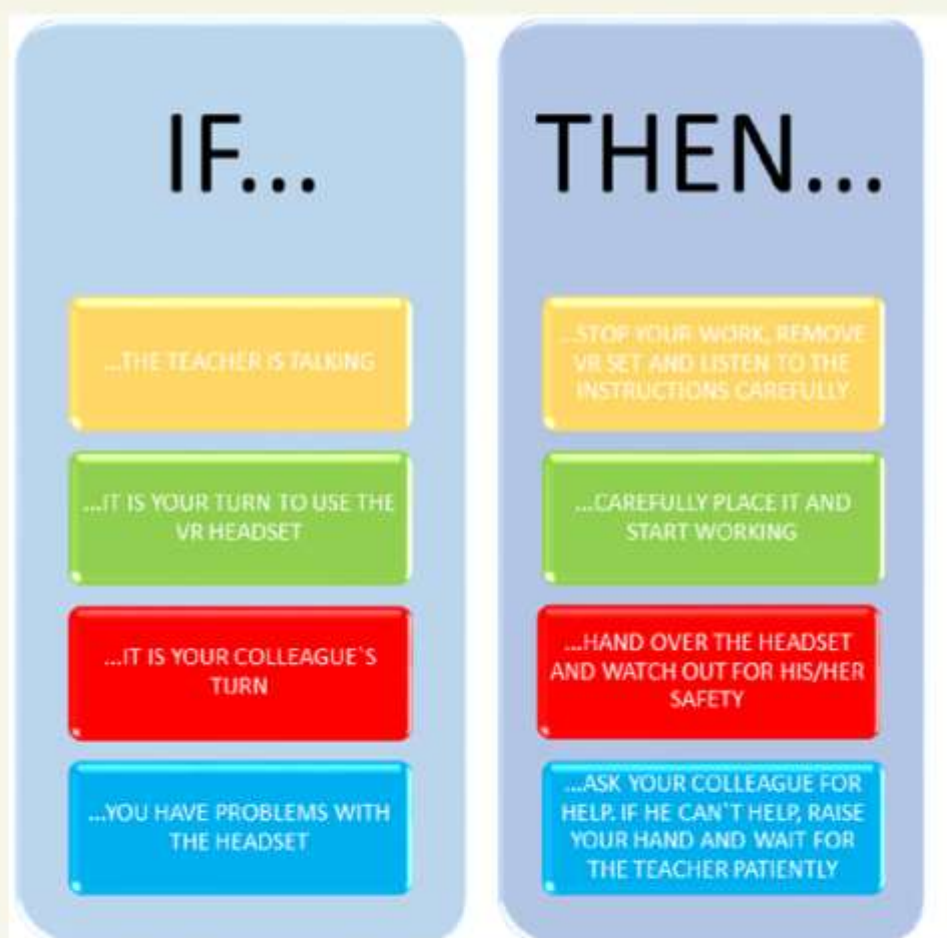 IF...
THEN...
...THE TEACHER IS TALKING
...STOP YOUR WORK, REMOVE
VR SET AND LISTEN TO THE
INSTRUCTIONS CAREFULLY
...IT IS YOUR TURN TO USE THE
VR HEADSET
...CAREFULLY PLACE IT AND
START WORKING
...IT IS YOUR COLLEAGUE`S
TURN
...HAND OVER THE HEADSET
AND WATCH OUT FOR HIS/HER
SAFETY
...YOU HAVE PROBLEMS WITH
THE HEADSET
...ASK YOUR COLLEAGUE FOR
HELP. IF HE CAN`T HELP, RAISE
YOUR HAND AND WAIT FOR
THE TEACHER PATIENTLY